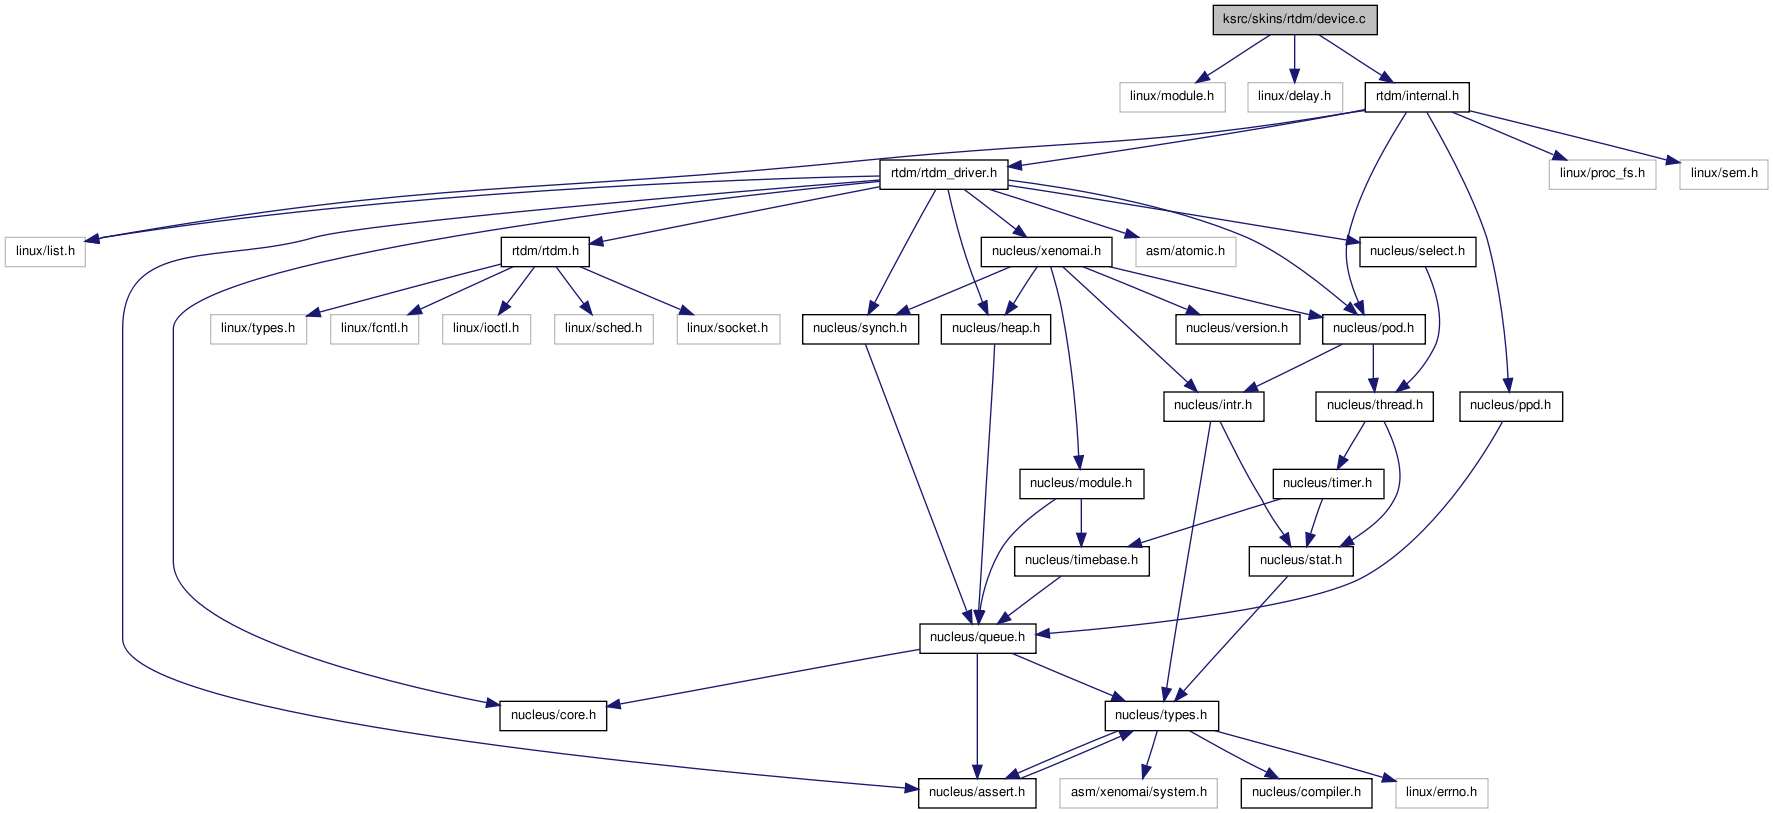 ksrc/skins/rtdm/device.c
linux/module.h
linux/delay.h
rtdm/internal.h
rtdm/rtdm_driver.h
linux/proc_fs.h
linux/sem.h
linux/list.h
rtdm/rtdm.h
nucleus/xenomai.h
asm/atomic.h
nucleus/select.h
linux/types.h
linux/fcntl.h
linux/ioctl.h
linux/sched.h
linux/socket.h
nucleus/synch.h
nucleus/heap.h
nucleus/version.h
nucleus/pod.h
nucleus/intr.h
nucleus/thread.h
nucleus/ppd.h
nucleus/module.h
nucleus/timer.h
nucleus/timebase.h
nucleus/stat.h
nucleus/queue.h
nucleus/core.h
nucleus/types.h
nucleus/assert.h
asm/xenomai/system.h
nucleus/compiler.h
linux/errno.h